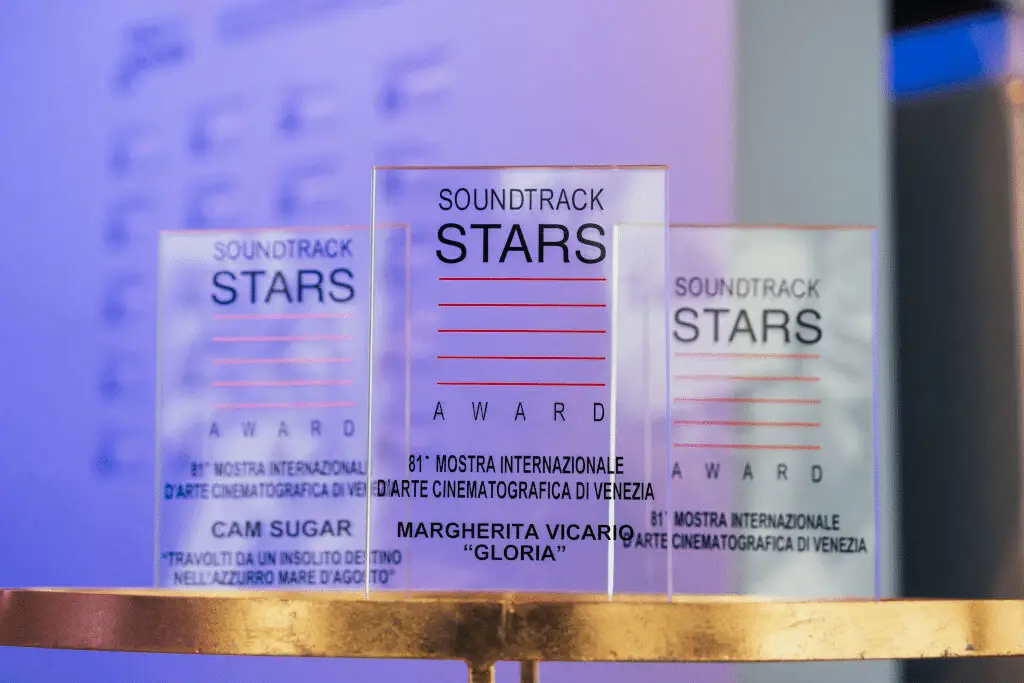 SOUNDTRACK
STARS
AWARD
81° MOSTRA INTERNAZIONALE
D'ARTE CINEMATOGRAFICA DI
CAM SUGAR
"TRAVOLTI DA UN INSOLITO DESTINO
NELL'AZZURRO MARE D'AGOSTO"
SOUNDTRACK
STARS
AWARD
81° MOSTRA INTERNAZIONALE
D'ARTE CINEMATOGRAFICA DI VENEZIA
MARGHERITA VICARIO
"GLORIA"
SOUNDTRACK
STARS
AWARD
81° MOSTRA INTERNAZIONALE
D'ARTE CINEMATOGRAFICA DI VENEZIA